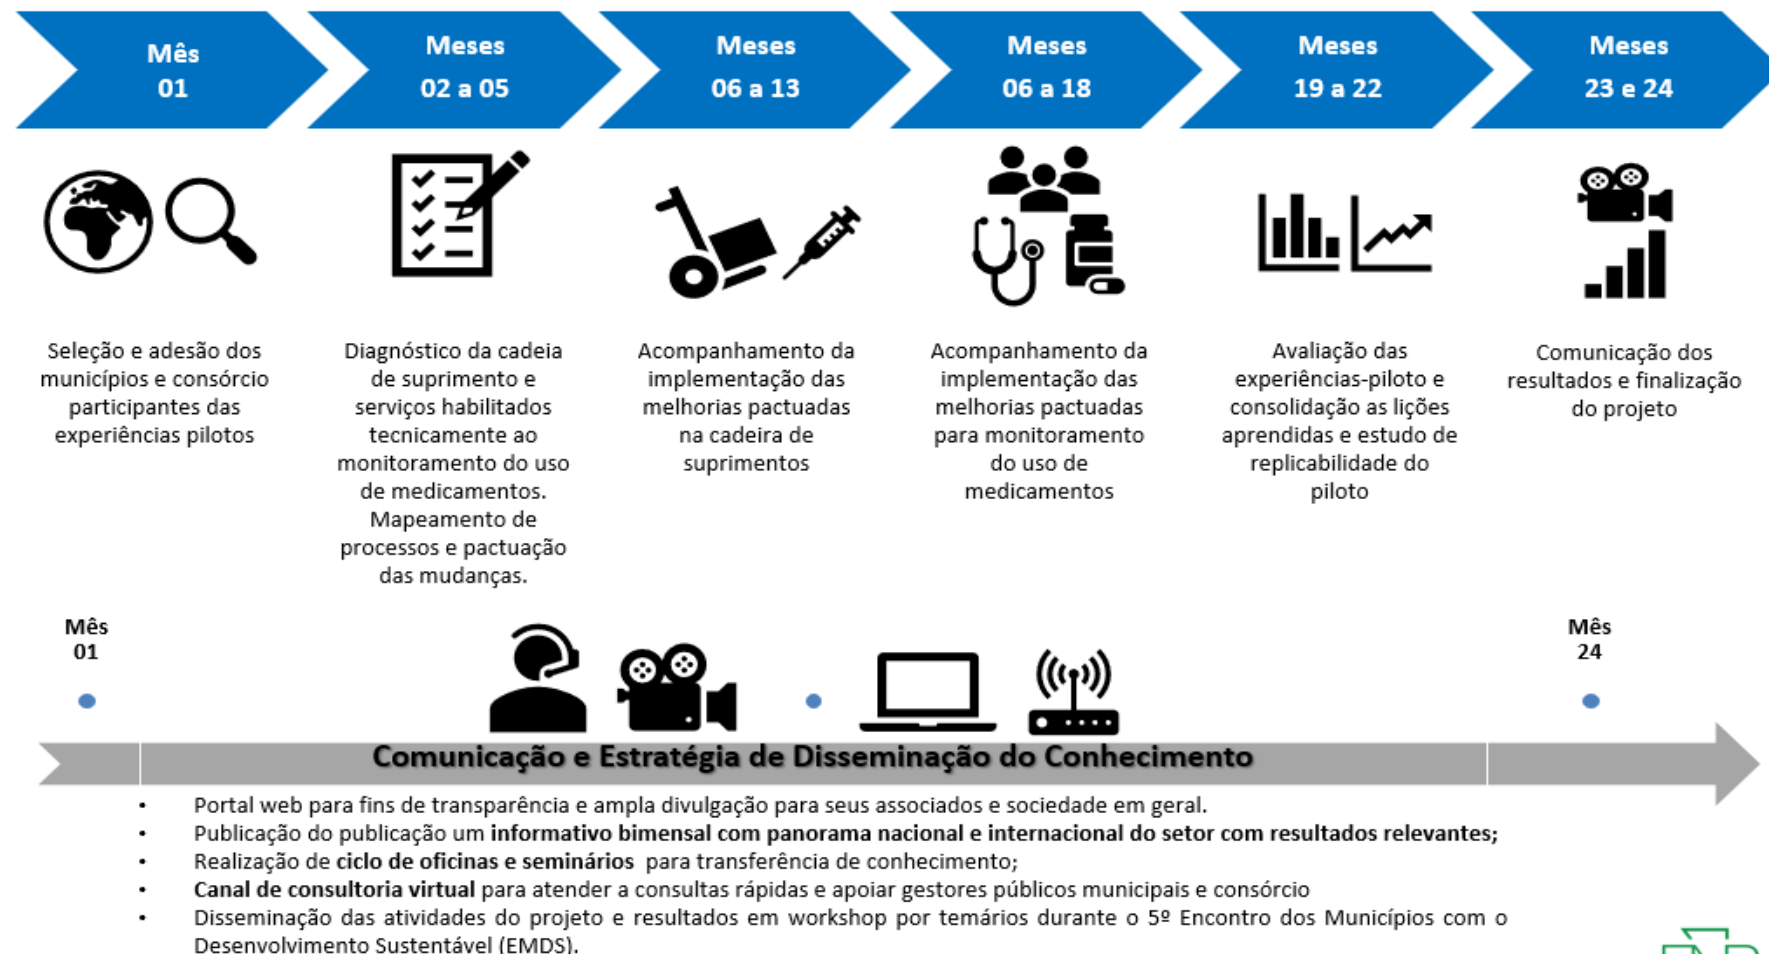 Mês
01
Meses
02 a 05
Meses
06 a 13
Meses
06 a 18
Meses
19 a 22
Meses
23 e 24
Seleção e adesão dos
municípios e consórcio
participantes das
experiências pilotos
Diagnóstico da cadeia
de suprimento e
serviços habilitados
tecnicamente ao
monitoramento do uso
de medicamentos.
Mapeamento de
processos e pactuação
das mudanças.
Acompanhamento da
implementação das
melhorias pactuadas
na cadeira de
suprimentos
Acompanhamento da
implementação das
melhorias pactuadas
para monitoramento
do uso de
medicamentos
Avaliação das
experiências-piloto e
consolidação as lições
aprendidas e estudo de
replicabilidade do
piloto
Comunicação dos
resultados e finalização
do projeto
Mês
01
Mês
24
Comunicação e Estratégia de Disseminação do Conhecimento
• Portal web para fins de transparência e ampla divulgação para seus associados e sociedade em geral.
• Publicação do publicação um informativo bimensal com panorama nacional e internacional do setor com resultados relevantes;
• Realização de ciclo de oficinas e seminários para transferência de conhecimento;
• Canal de consultoria virtual para atender a consultas rápidas e apoiar gestores públicos municipais e consórcio
• Disseminação das atividades do projeto e resultados em workshop por temários durante o 5º Encontro dos Municípios com o
Desenvolvimento Sustentável (EMDS).